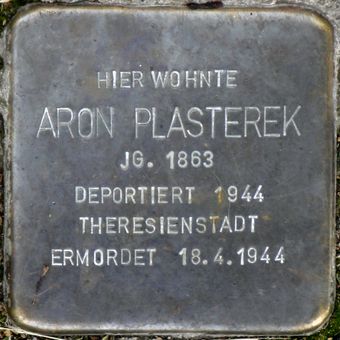 HIER WOHNTE
ARON PLASTEREK
JG. 1863
DEPORTIERT 1944
THERESIENSTADT
ERMORDET 18.4.1944